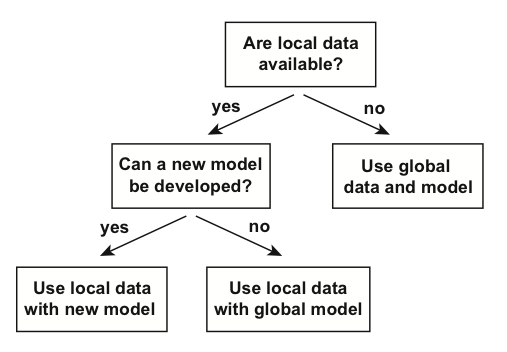 Are local data
available?
yes
no
Can a new model
be developed?
Use global
data and model
yes
no
Use local data
with new model
Use local data
with global model